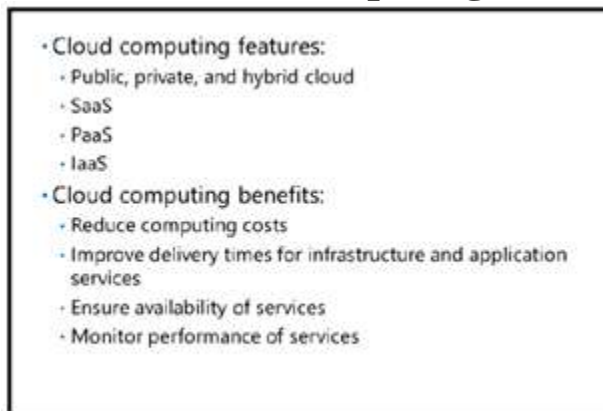 • Cloud computing features:
• Public, private, and hybrid cloud
• SaaS
• PaaS
• IaaS
• Cloud computing benefits:
• Reduce computing costs
• Improve delivery times for infrastructure and application
services
• Ensure availability of services
• Monitor performance of services